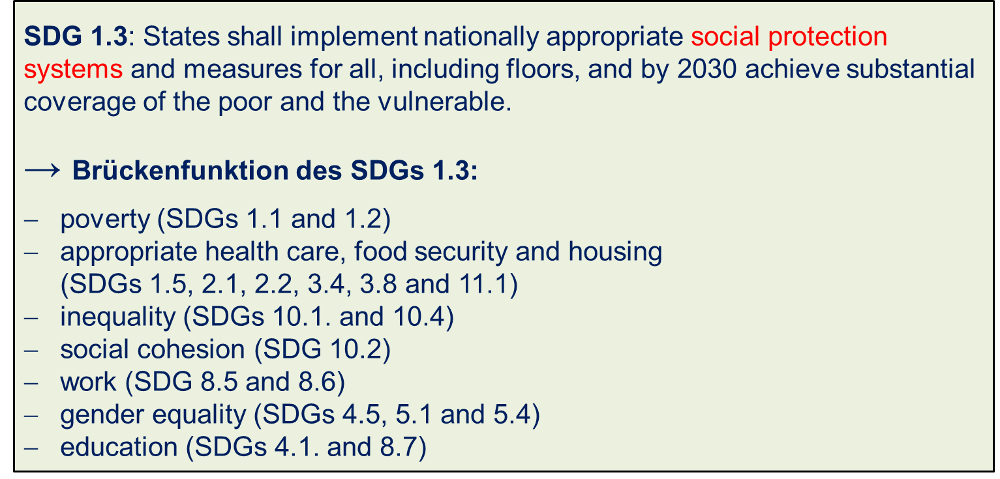 SDG 1.3: States shall implement nationally appropriate social protection
systems and measures for all, including floors, and by 2030 achieve substantial
coverage of the poor and the vulnerable.
→ Brückenfunktion des SDGs 1.3:
– poverty (SDGs 1.1 and 1.2)
– appropriate health care, food security and housing
(SDGs 1.5, 2.1, 2.2, 3.4, 3.8 and 11.1)
– inequality (SDGs 10.1. and 10.4)
– social cohesion (SDG 10.2)
– work (SDG 8.5 and 8.6)
– gender equality (SDGs 4.5, 5.1 and 5.4)
– education (SDGs 4.1. and 8.7)